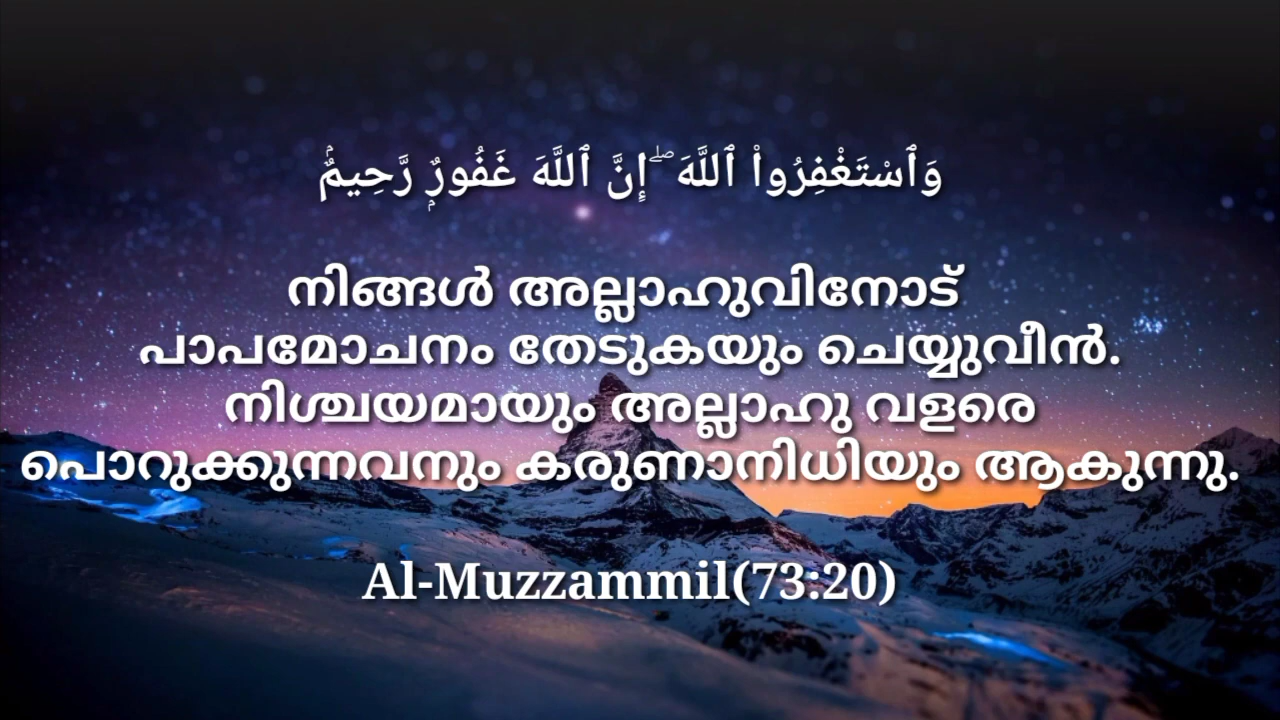 وَٱسْتَغْفِرُوا۟ ٱللَّهَ ۖ إِنَّ ٱللَّهَ غَفُورٌۭ رَّحِيمٌۢ
നിങ്ങൾ അല്ലാഹുവിനോട്
പാപമോചനം തേടുകയും ചെയ്യുവീൻ.
നിശ്ചയമായും അല്ലാഹു വളരെ
പൊറുക്കുന്നവനും കരുണാനിധിയും ആകുന്നു.
Al-Muzzammil(73:20)